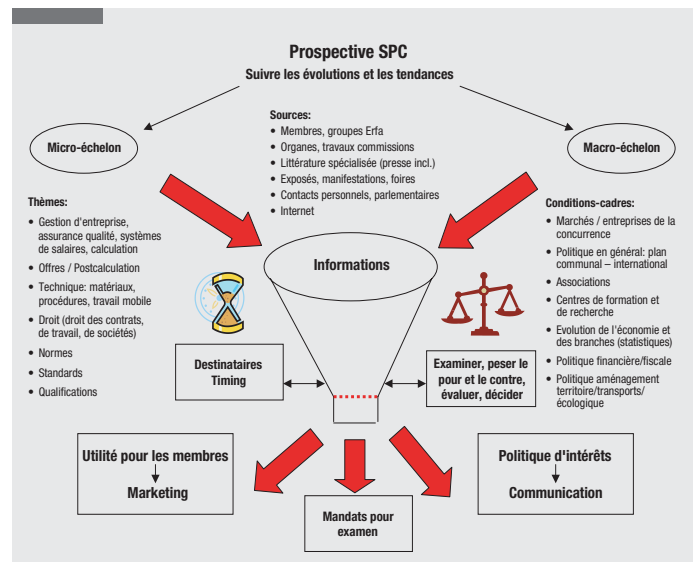 Prospective SPC
Suivre les évolutions et les tendances
Micro-échelon
Sources:
• Membres, groupes Erfa
• Organes, travaux commissions
• Littérature spécialisée (presse incl.)
• Exposés, manifestations, foires
• Contacts personnels, parlementaires
• Internet
Macro-échelon
Thèmes:
• Gestion d'entreprise,
assurance qualité, systèmes
de salaires, calculation
• Offres / Postcalculation
• Technique: matériaux,
procédures, travail mobile
• Droit (droit des contrats,
de travail, de sociétés)
• Normes
• Standards
• Qualifications
Informations
Conditions-cadres:
• Marchés / entreprises de la
concurrence
• Politique en général: plan
communal – international
• Associations
• Centres de formation et
de recherche
• Evolution de l'économie et
des branches (statistiques)
• Politique financière/fiscale
• Politique aménagement
territoire/transports/
écologique
Destinataires
Timing
Examiner, peser le
pour et le contre,
évaluer, décider
Utilité pour les membres
Marketing
Mandats pour
examen
Politique d'intérêts
Communication